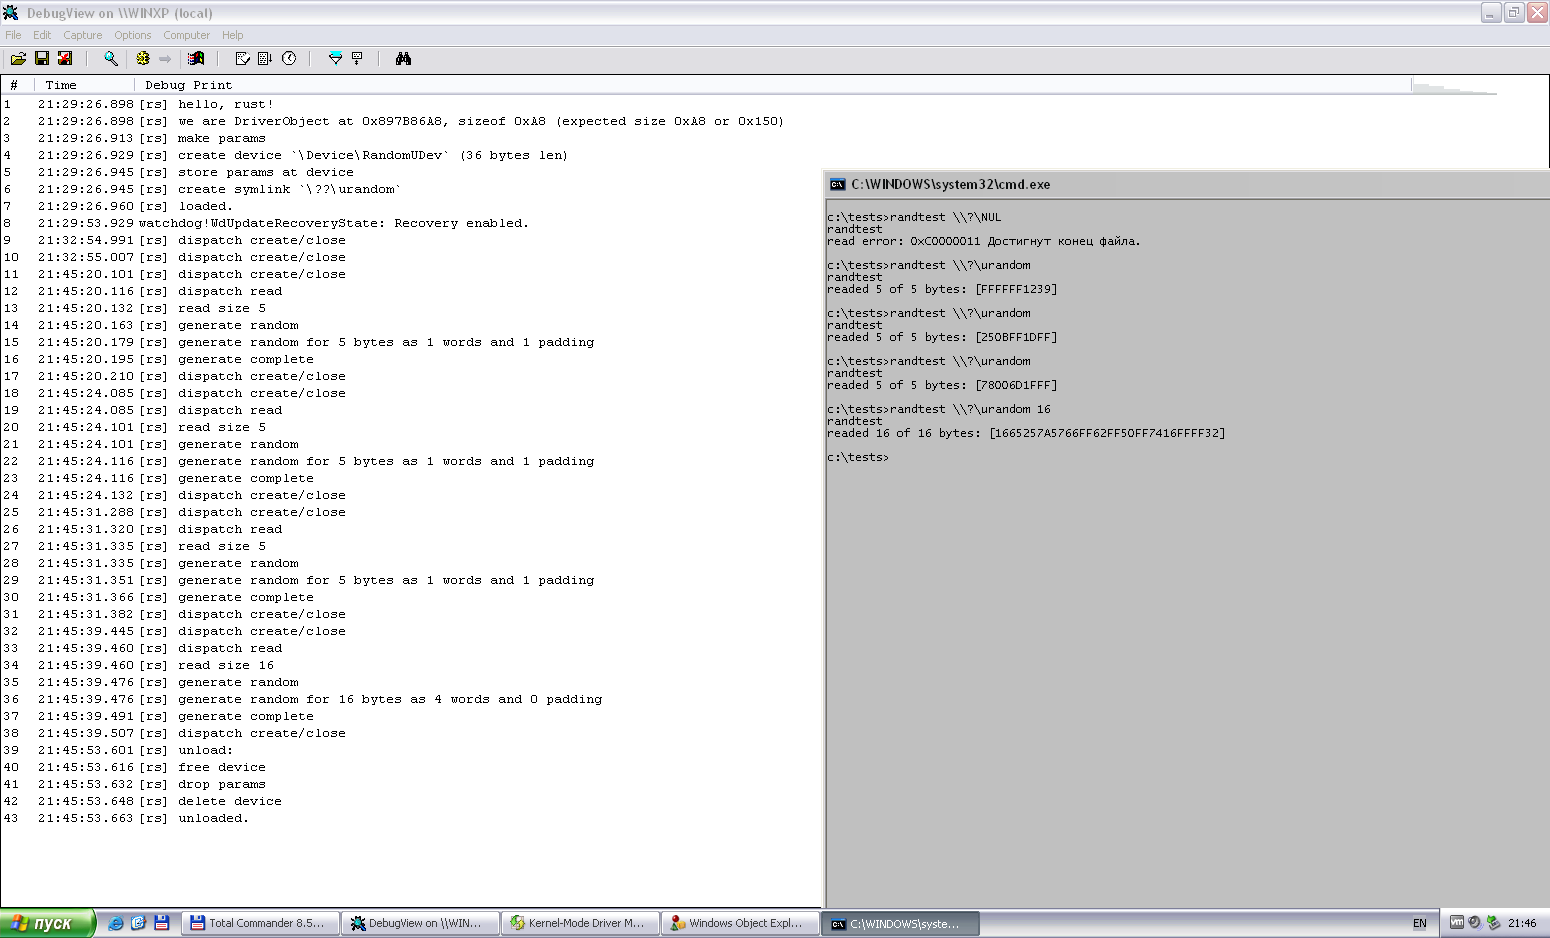 DebugView on \\WINXP (local)
File Edit Capture Options Computer Help
# Time Debug Print
1 21:29:26.898 [rs] hello, rust!
2 21:29:26.898 [rs] we are DriverObject at 0x897B86A8, sizeof 0xA8 (expected size 0xA8 or 0x150)
3 21:29:26.913 [rs] make params
4 21:29:26.929 [rs] create device `\Device\RandomUDev` (36 bytes len)
5 21:29:26.945 [rs] store params at device
6 21:29:26.945 [rs] create symlink `\??\urandom`
7 21:29:26.960 [rs] loaded.
8 21:29:53.929 watchdog!WdUpdateRecoveryState: Recovery enabled.
9 21:32:54.991 [rs] dispatch create/close
10 21:32:55.007 [rs] dispatch create/close
11 21:45:20.101 [rs] dispatch create/close
12 21:45:20.116 [rs] dispatch read
13 21:45:20.132 [rs] read size 5
14 21:45:20.163 [rs] generate random
15 21:45:20.179 [rs] generate random for 5 bytes as 1 words and 1 padding
16 21:45:20.195 [rs] generate complete
17 21:45:20.210 [rs] dispatch create/close
18 21:45:24.085 [rs] dispatch create/close
19 21:45:24.085 [rs] dispatch read
20 21:45:24.101 [rs] read size 5
21 21:45:24.101 [rs] generate random
22 21:45:24.116 [rs] generate random for 5 bytes as 1 words and 1 padding
23 21:45:24.116 [rs] generate complete
24 21:45:24.132 [rs] dispatch create/close
25 21:45:31.288 [rs] dispatch create/close
26 21:45:31.320 [rs] dispatch read
27 21:45:31.335 [rs] read size 5
28 21:45:31.335 [rs] generate random
29 21:45:31.351 [rs] generate random for 5 bytes as 1 words and 1 padding
30 21:45:31.366 [rs] generate complete
31 21:45:31.382 [rs] dispatch create/close
32 21:45:39.445 [rs] dispatch create/close
33 21:45:39.460 [rs] dispatch read
34 21:45:39.460 [rs] read size 16
35 21:45:39.476 [rs] generate random
36 21:45:39.476 [rs] generate random for 16 bytes as 4 words and 0 padding
37 21:45:39.491 [rs] generate complete
38 21:45:39.507 [rs] dispatch create/close
39 21:45:53.601 [rs] unload:
40 21:45:53.616 [rs] free device
41 21:45:53.632 [rs] drop params
42 21:45:53.648 [rs] delete device
43 21:45:53.663 [rs] unloaded.
C:\WINDOWS\system32\cmd.exe
c:\tests>randtest \\?\NUL
randtest
read error: 0xC0000011 Достигнут конец файла.
c:\tests>randtest \\?\urandom
randtest
readed 5 of 5 bytes: [FFFFFF1239]
c:\tests>randtest \\?\urandom
randtest
readed 5 of 5 bytes: [250BFF1DFF]
c:\tests>randtest \\?\urandom
randtest
readed 5 of 5 bytes: [78006D1FFF]
c:\tests>randtest \\?\urandom 16
randtest
readed 16 of 16 bytes: [1665257A5766FF62FF50FF7416FFFF32]
c:\tests>
пуск Total Commander 8.5... DebugView on \\WIN... Kernel-Mode Driver M... Windows Object Expl... C:\WINDOWS\syste... EN vm 21:46